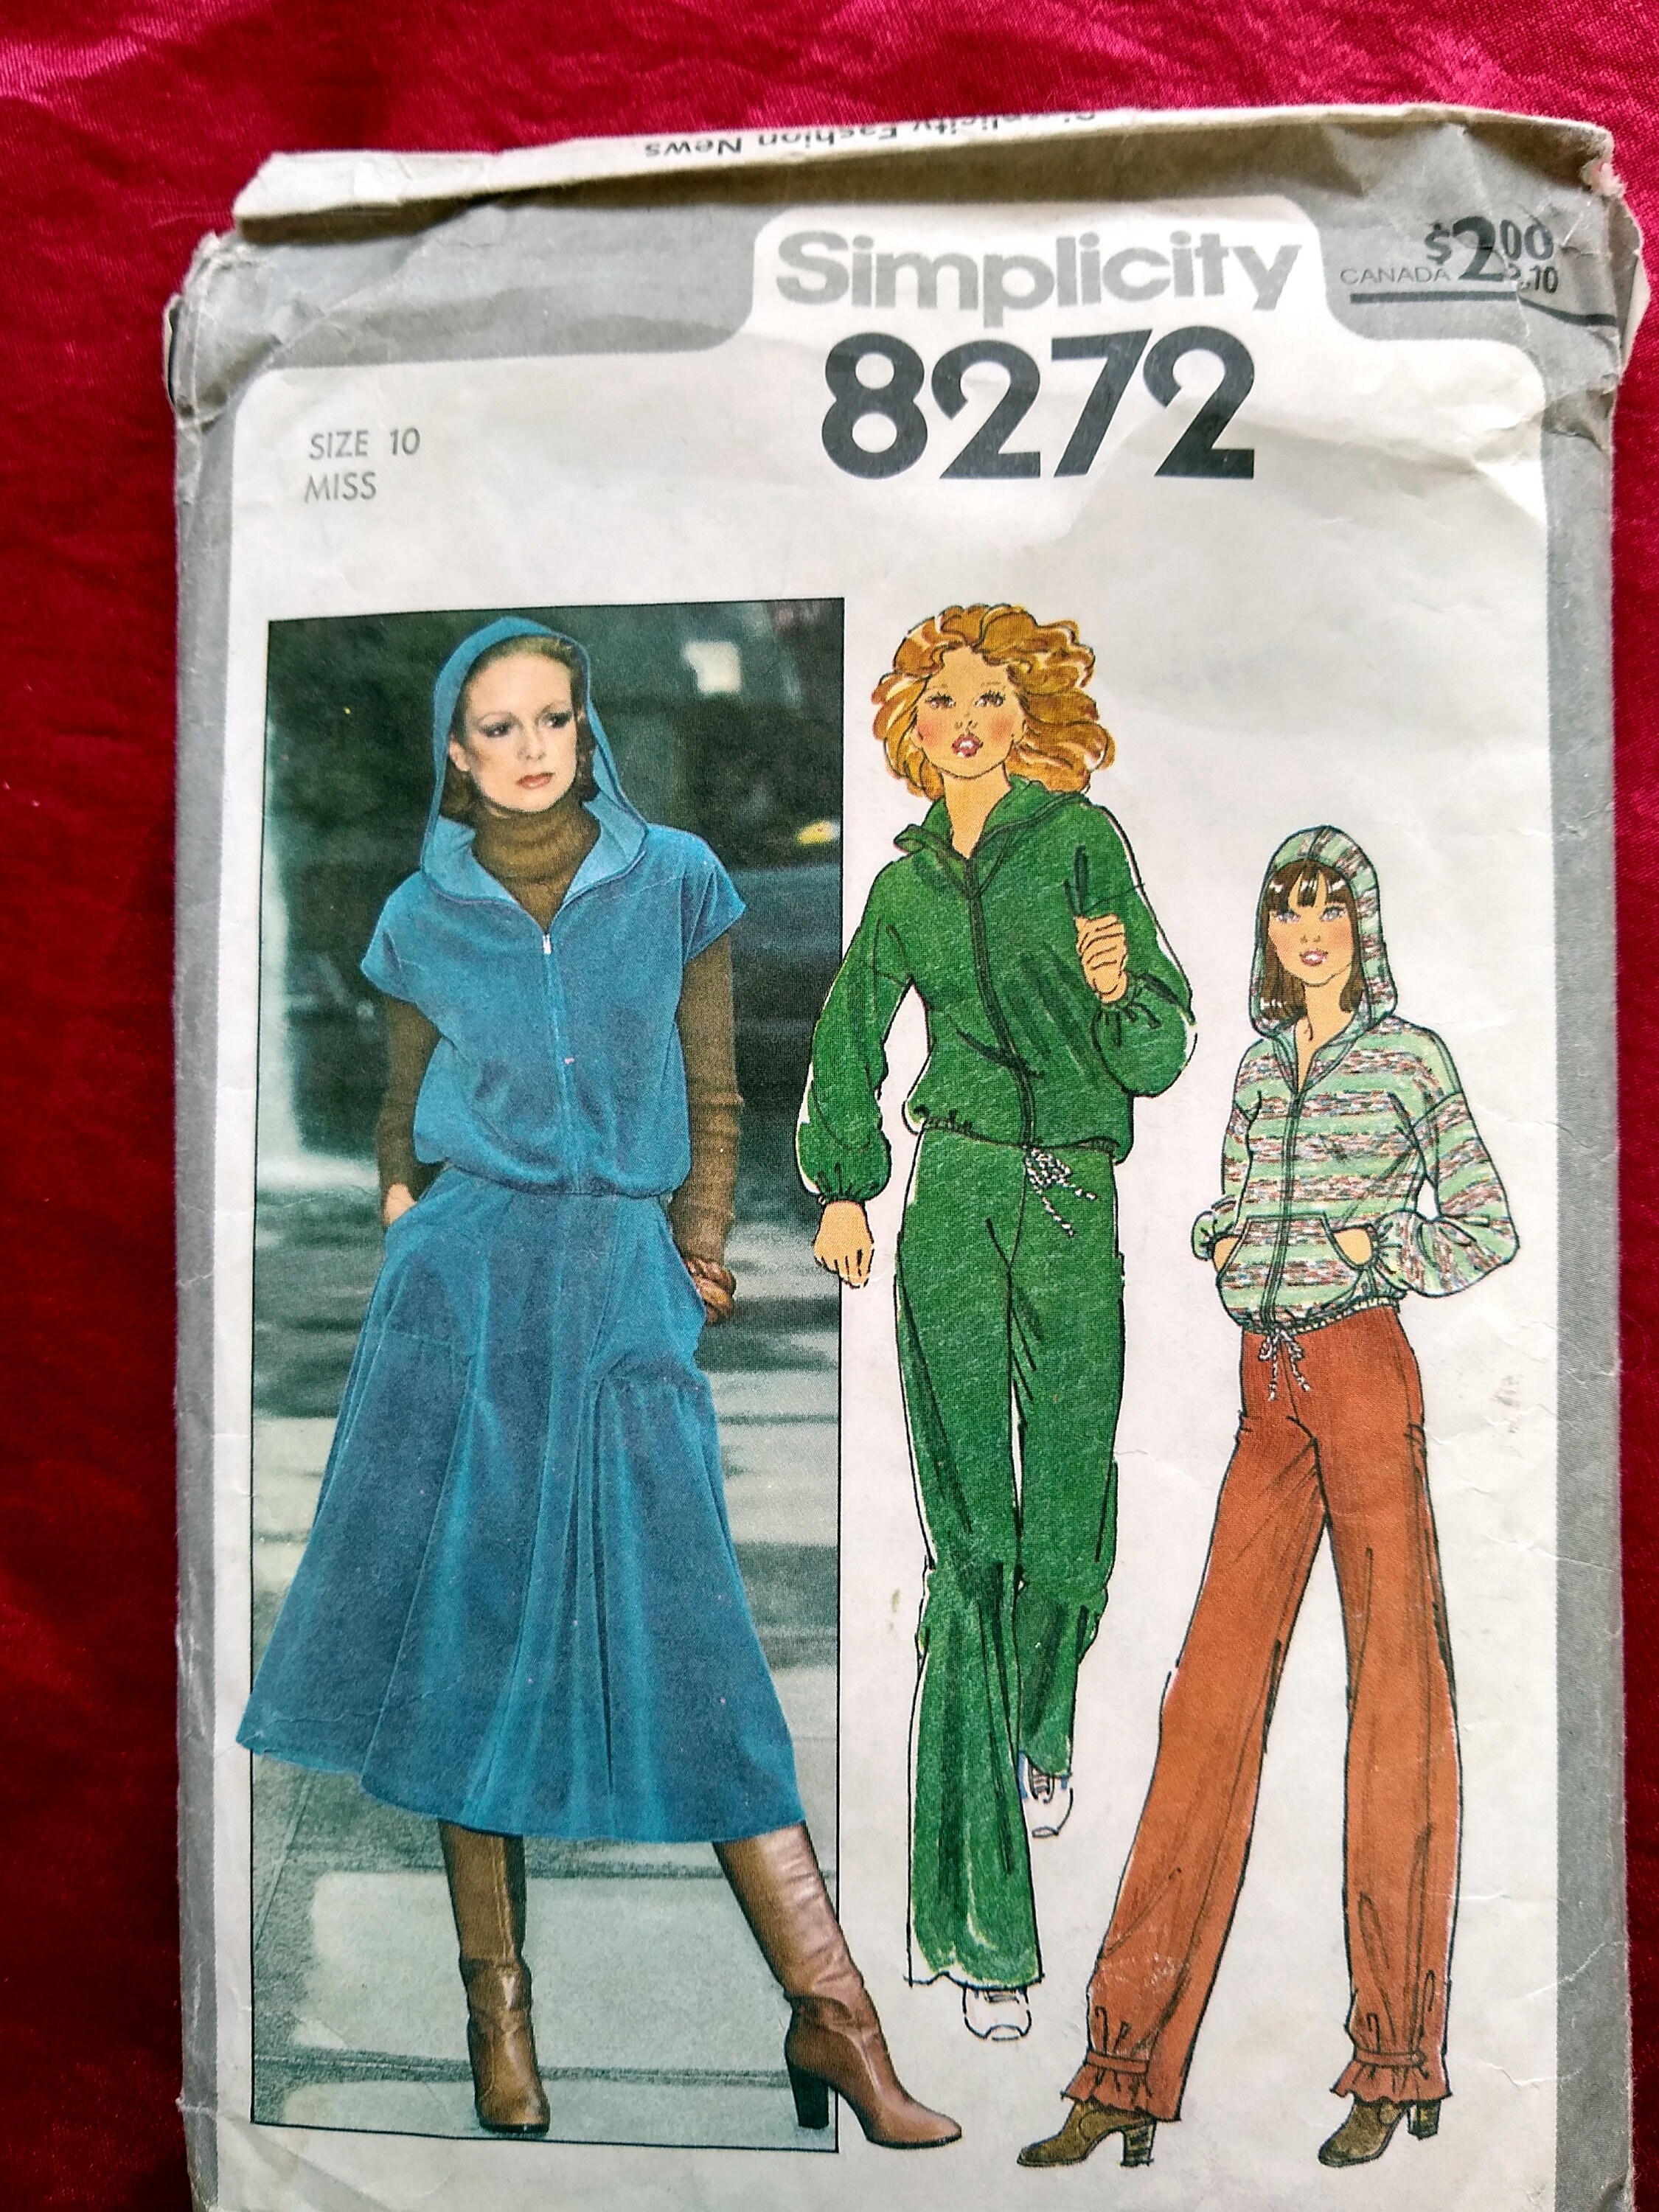 Simplicity Fashion News
Simplicity
8272
$2.00
CANADA 2.10
SIZE 10
MISS